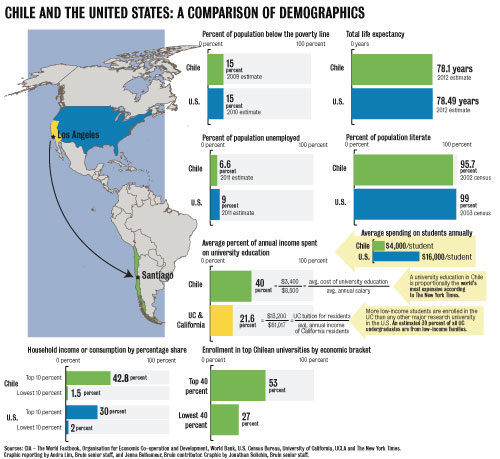 CHILE AND THE UNITED STATES: A COMPARISON OF DEMOGRAPHICS
Los Angeles
Santiago
Percent of population below the poverty line
0 percent
100 percent
Chile
15
percent
2009 estimate
U.S.
15
percent
2010 estimate
Total life expectancy
0 years
Chile
78.1 years
2012 estimate
U.S.
78.49 years
2012 estimate
Percent of population unemployed
0 percent
100 percent
Chile
6.6
percent
2011 estimate
U.S.
9
percent
2011 estimate
Percent of population literate
0 percent
100 percent
Chile
95.7
percent
2002 census
U.S.
99
percent
2003 census
Average spending on students annually
Chile
$4,000/student
U.S.
$16,000/student
Average percent of annual income spent
on university education
Chile
40
percent
= $3,400 = avg. cost of university education
$8,500 avg. annual salary
UC &
California
21.6
percent
= $13,200 = UC tuition for residents
$61,017 avg. annual income
of California residents
A university education in Chile
is proportionally the world's
most expensive according
to The New York Times.
More low-income students are enrolled in the
UC than any other major research university
in the U.S. An estimated 39 percent of all UC
undergraduates are from low-income families.
Household income or consumption by percentage share
0 percent
100 percent
Chile
Top 10 percent
42.8
percent
Lowest 10 percent
1.5
percent
U.S.
Top 10 percent
30
percent
Lowest 10 percent
2
percent
Enrollment in top Chilean universities by economic bracket
0 percent
100 percent
Top 40
percent
53
percent
Lowest 40
percent
27
percent
Sources: CIA – The World Factbook, Organisation for Economic Co-operation and Development, World Bank, U.S. Census Bureau, University of California, UCLA and The New York Times.
Graphic reporting by Andra Lim, Bruin senior staff, and Jenna Belhumeur, Bruin contributor. Graphic by Jonathan Solichin, Bruin senior staff.